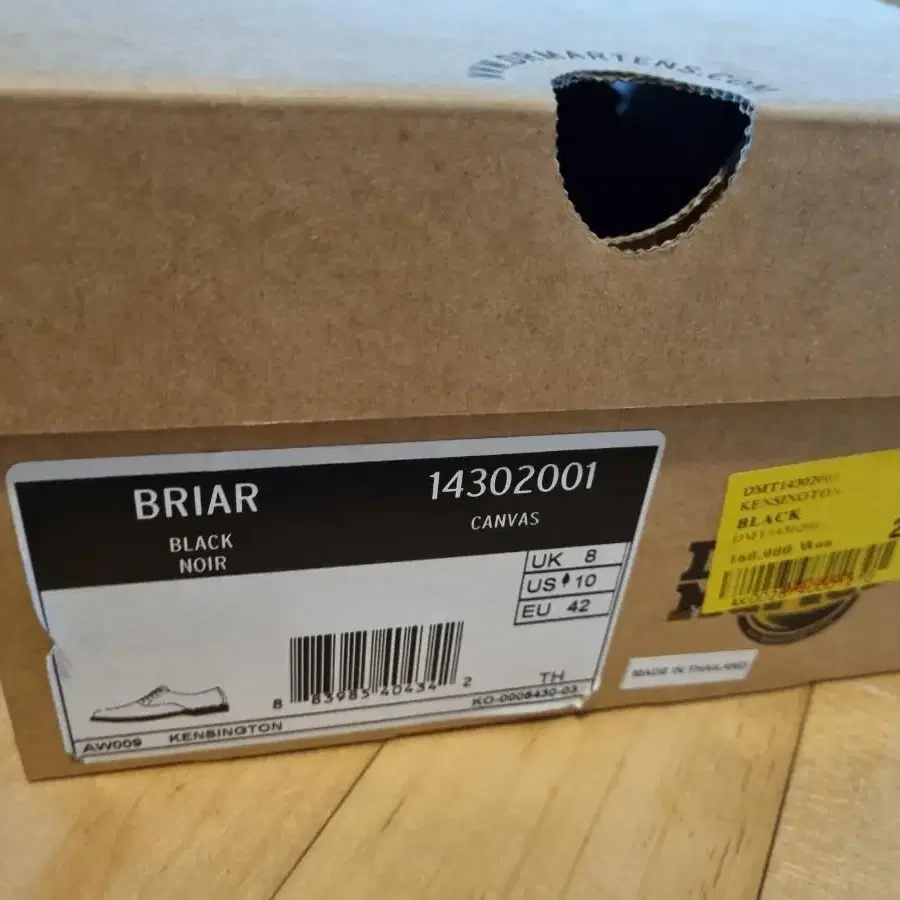 DRMARTENS.COM
BRIAR
BLACK
NOIR
14302001
CANVAS
UK 8
US 10
EU 42
8 83985 40434 2
TH
KO-0008430-03
AW009 KENSINGTON
KENSINGTON
BLACK
MADE IN THAILAND